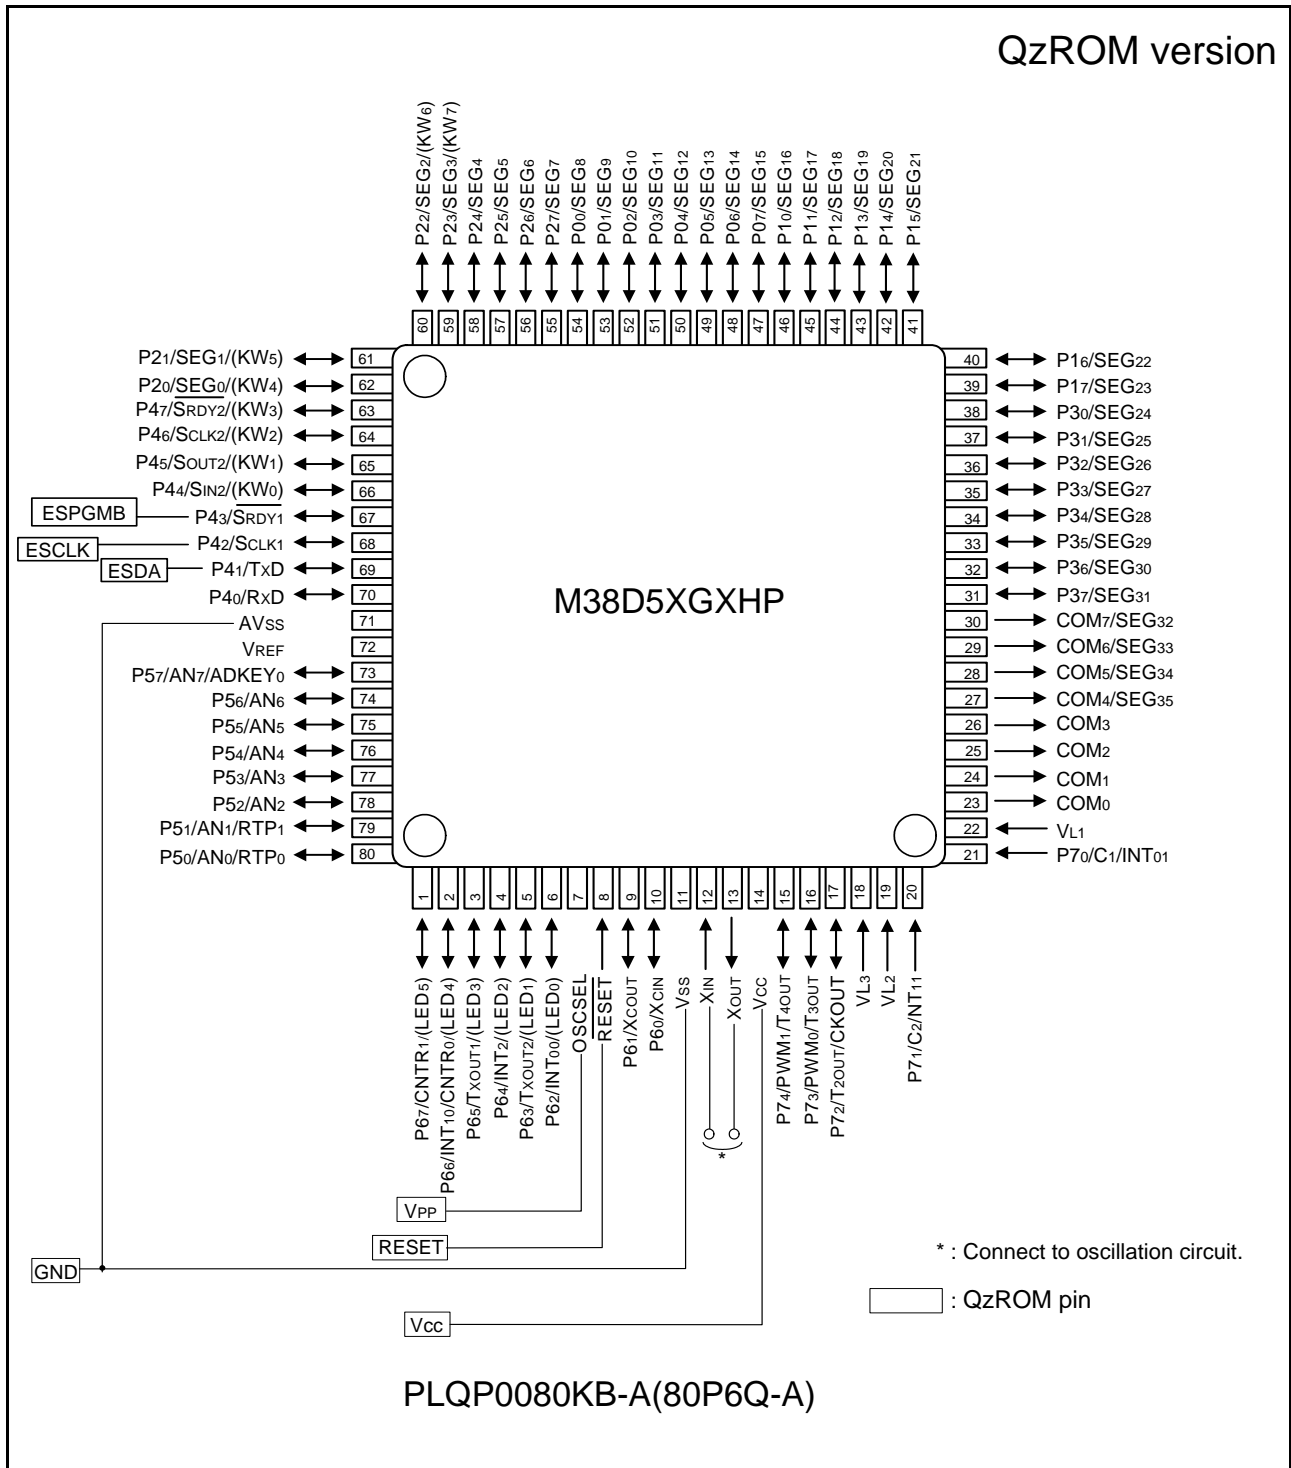 QzROM version
P22/SEG2/(KW6)
P23/SEG3/(KW7)
P24/SEG4
P25/SEG5
P26/SEG6
P27/SEG7
P00/SEG8
P01/SEG9
P02/SEG10
P03/SEG11
P04/SEG12
P05/SEG13
P06/SEG14
P07/SEG15
P10/SEG16
P11/SEG17
P12/SEG18
P13/SEG19
P14/SEG20
P15/SEG21
60
59
58
57
56
55
54
53
52
51
50
49
48
47
46
45
44
43
42
41
P21/SEG1/(KW5) 61
P20/SEG0/(KW4) 62
P47/SRDY2/(KW3) 63
P46/SCLK2/(KW2) 64
P45/SOUT2/(KW1) 65
P44/SIN2/(KW0) 66
ESPGMB P43/SRDY1 67
ESCLK P42/SCLK1 68
ESDA P41/TXD 69
P40/RXD 70
AVSS 71
VREF 72
P57/AN7/ADKEY0 73
P56/AN6 74
P55/AN5 75
P54/AN4 76
P53/AN3 77
P52/AN2 78
P51/AN1/RTP1 79
P50/AN0/RTP0 80
M38D5XGXHP
40 P16/SEG22
39 P17/SEG23
38 P30/SEG24
37 P31/SEG25
36 P32/SEG26
35 P33/SEG27
34 P34/SEG28
33 P35/SEG29
32 P36/SEG30
31 P37/SEG31
30 COM7/SEG32
29 COM6/SEG33
28 COM5/SEG34
27 COM4/SEG35
26 COM3
25 COM2
24 COM1
23 COM0
22 VL1
21 P70/C1/INT01
1
2
3
4
5
6
7
8
9
10
11
12
13
14
15
16
17
18
19
20
P67/CNTR1/(LED5)
P66/INT10/CNTR0/(LED4)
P65/TXOUT1/(LED3)
P64/INT2/(LED2)
P63/TXOUT2/(LED1)
P62/INT00/(LED0)
OSCSEL
RESET
P61/XCOUT
P60/XCIN
VSS
XIN
XOUT
VCC
P74/PWM1/T4OUT
P73/PWM0/T3OUT
P72/T2OUT/CKOUT
VL3
VL2
P71/C2/NT11
*
VPP
RESET
GND
Vcc
* : Connect to oscillation circuit.
: QzROM pin
PLQP0080KB-A(80P6Q-A)